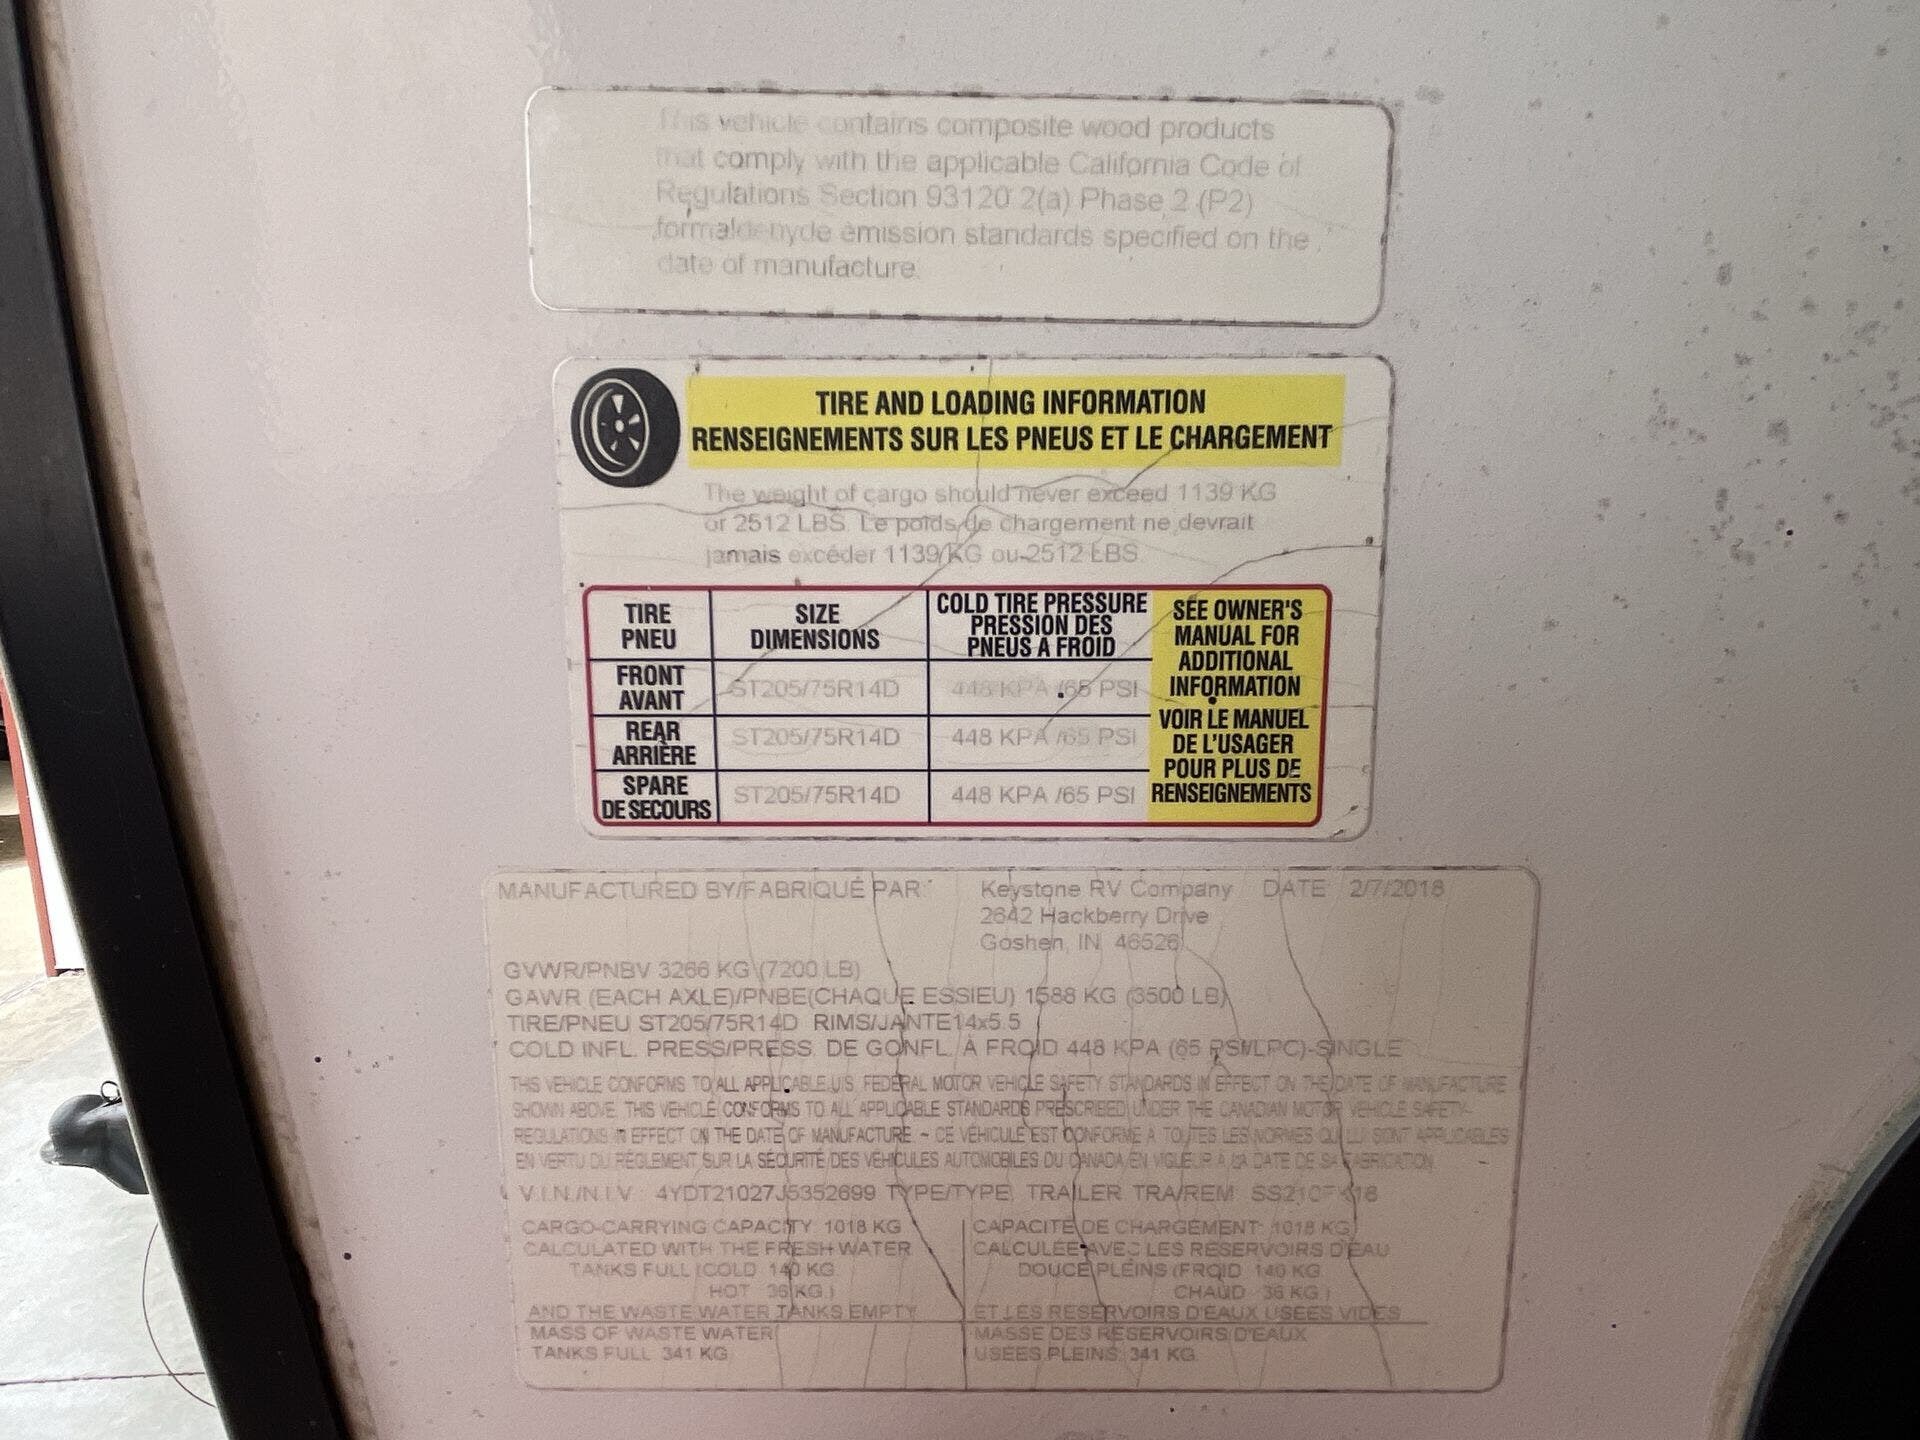 This vehicle contains composite wood products
that comply with the applicable California Code of
Regulations Section 93120 2(a) Phase 2 (P2)
formaldehyde emission standards specified on the
date of manufacture.
TIRE AND LOADING INFORMATION
RENSEIGNEMENTS SUR LES PNEUS ET LE CHARGEMENT
The weight of cargo should never exceed 1139 KG
or 2512 LBS. Le poids de chargement ne devrait
jamais excéder 1139 KG ou 2512 LBS.
TIRE PNEU SIZE DIMENSIONS COLD TIRE PRESSURE PRESSION DES PNEUS A FROID
FRONT AVANT ST205/75R14D 448 KPA /65 PSI
REAR ARRIÈRE ST205/75R14D 448 KPA /65 PSI
SPARE DE SECOURS ST205/75R14D 448 KPA /65 PSI
SEE OWNER'S
MANUAL FOR
ADDITIONAL
INFORMATION
VOIR LE MANUEL
DE L'USAGER
POUR PLUS DE
RENSEIGNEMENTS
MANUFACTURED BY/FABRIQUÉ PAR: Keystone RV Company DATE 2/7/2018
2642 Hackberry Drive
Goshen, IN 46526
GVWR/PNBV 3266 KG (7200 LB)
GAWR (EACH AXLE)/PNBE(CHAQUE ESSIEU) 1588 KG (3500 LB)
TIRE/PNEU ST205/75R14D RIMS/JANTE14x5.5
COLD INFL. PRESS/PRESS. DE GONFL. À FROID 448 KPA (65 PSI/LPC)-SINGLE
THIS VEHICLE CONFORMS TO ALL APPLICABLE U.S. FEDERAL MOTOR VEHICLE SAFETY STANDARDS IN EFFECT ON THE DATE OF MANUFACTURE
SHOWN ABOVE. THIS VEHICLE CONFORMS TO ALL APPLICABLE STANDARDS PRESCRIBED UNDER THE CANADIAN MOTOR VEHICLE SAFETY
REGULATIONS IN EFFECT ON THE DATE OF MANUFACTURE. ~ CE VÉHICULE EST CONFORME À TOUTES LES NORMES QUI LUI SONT APPLICABLES
EN VERTU DU RÈGLEMENT SUR LA SÉCURITÉ DES VÉHICULES AUTOMOBILES DU CANADA EN VIGUEUR À LA DATE DE SA FABRICATION
V.I.N./N.I.V.: 4YDT21027J5352699 TYPE/TYPE: TRAILER TRA/REM
CARGO-CARRYING CAPACITY: 1018 KG
CALCULATED WITH THE FRESH WATER
TANKS FULL (COLD 140 KG
HOT 36 KG.)
AND THE WASTE WATER TANKS EMPTY
MASS OF WASTE WATER
TANKS FULL 341 KG
CAPACITÉ DE CHARGEMENT: 1018 KG
CALCULÉE AVEC LES RÉSERVOIRS D'EAU
DOUCE PLEINS (FROID 140 KG
CHAUD 36 KG )
ET LES RÉSERVOIRS D'EAUX USÉES VIDES
MASSE DES RÉSERVOIRS D'EAUX
USÉES PLEINS: 341 KG